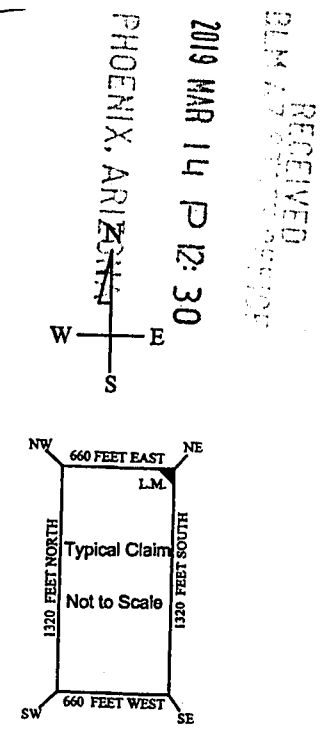 RECEIVED
2019 MAR 14 P 12: 30
PHOENIX, ARIZONA
N
W
E
S
NW
660 FEET EAST
NE
L.M.
1320 FEET NORTH
Typical Claim
Not to Scale
1320 FEET SOUTH
SW
660 FEET WEST
SE